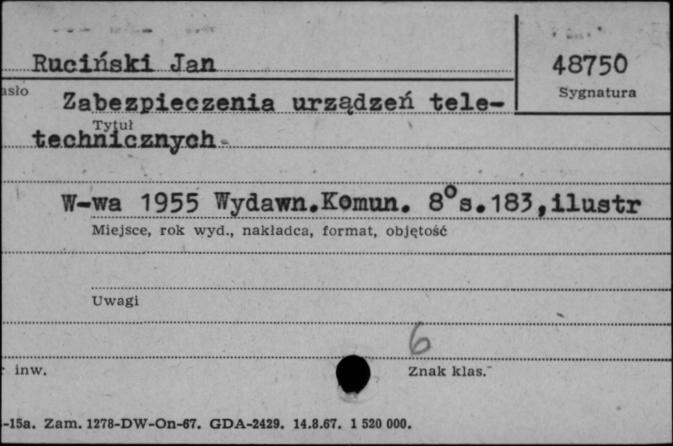 Ruciński Jan
48750
asło
Sygnatura
Zabezpieczenia urządzeń tele-
Tytuł
technicznych
W-wa 1955 Wydawn.Komun. 8°s.183,ilustr
Miejsce, rok wyd., nakładca, format, objętość
Uwagi
6
r inw.
Znak klas.
-15a. Zam. 1278-DW-On-67. GDA-2429. 14.8.67. 1 520 000.